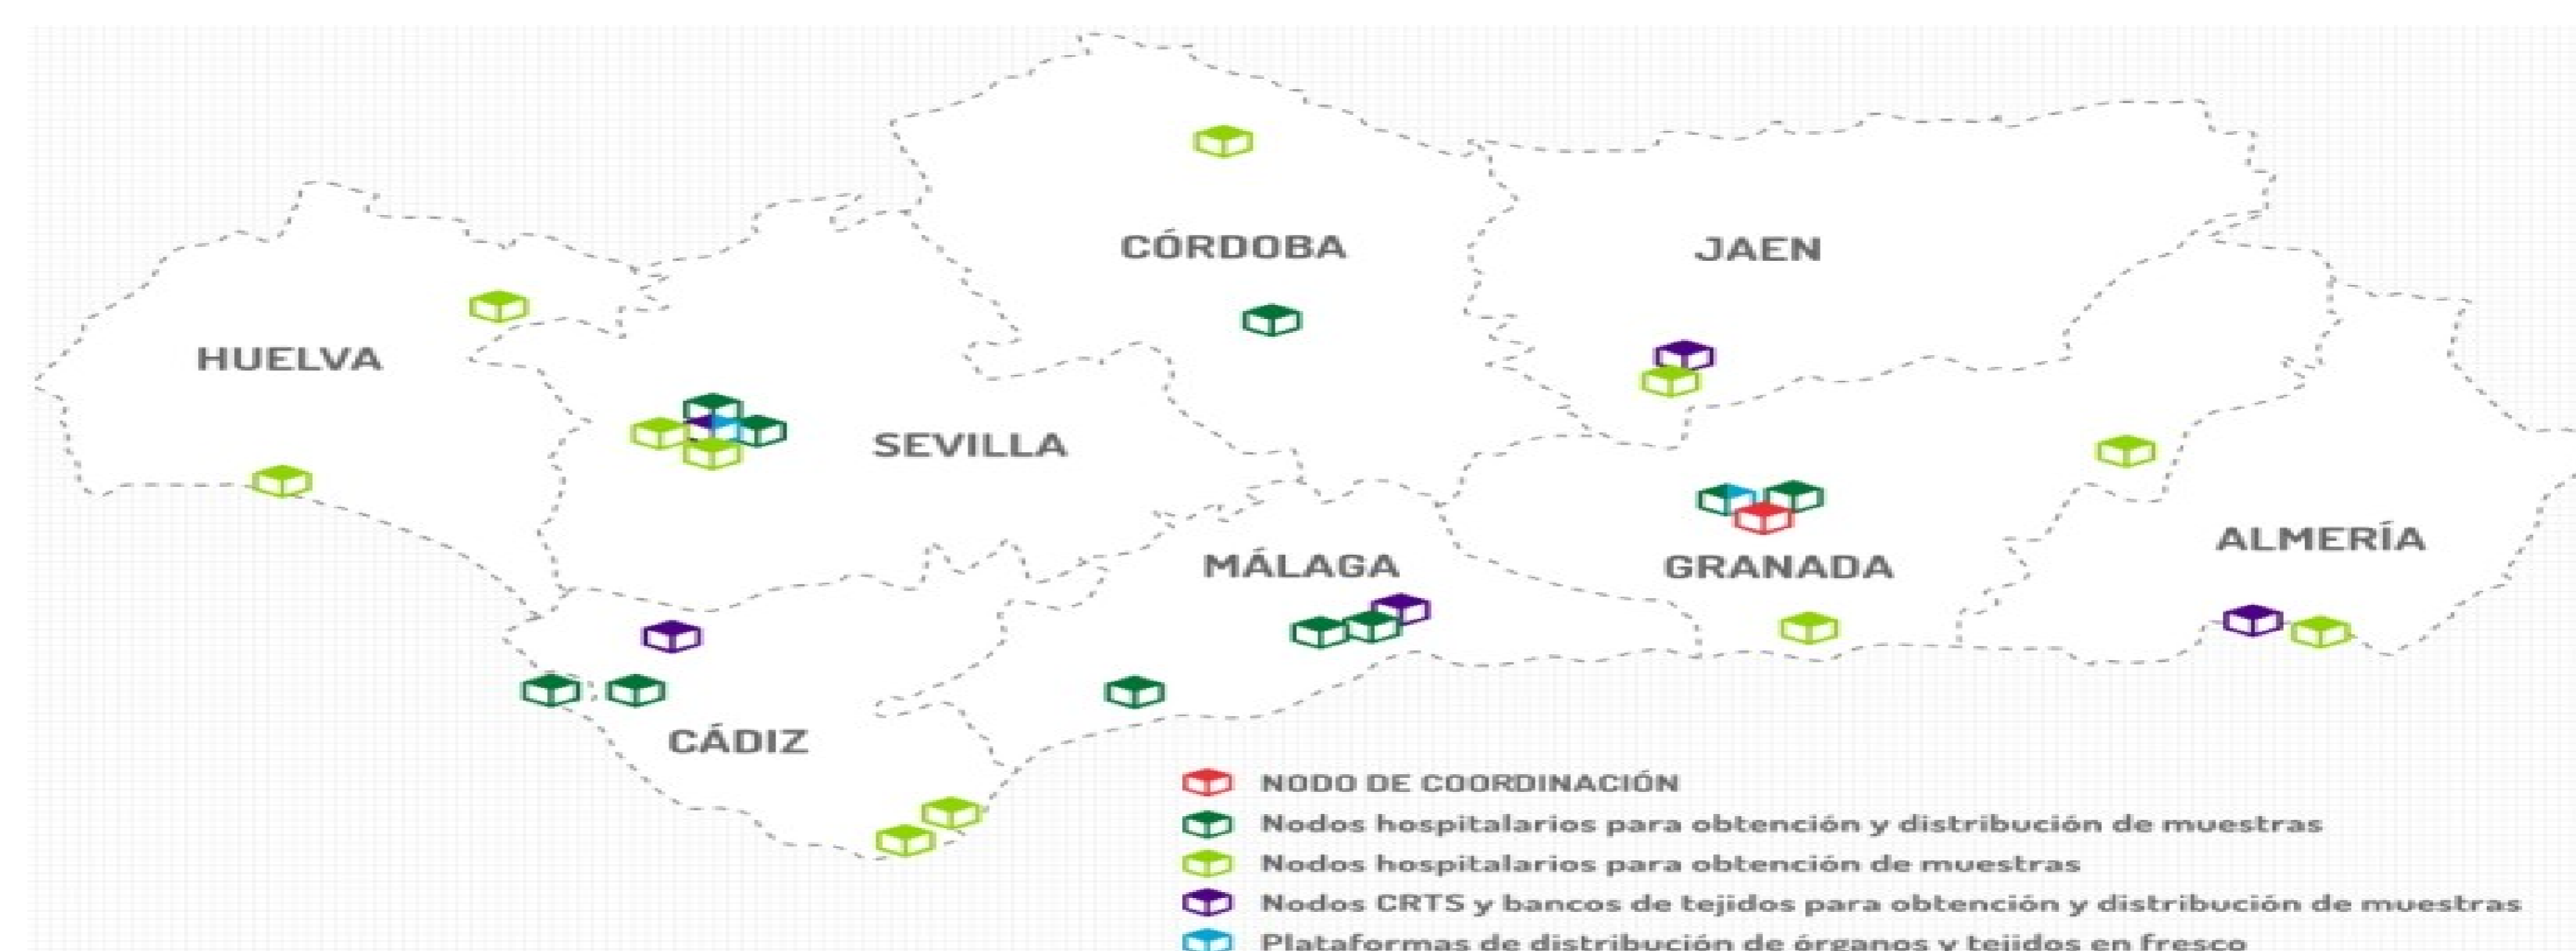 CÓRDOBA
JAEN
HUELVA
SEVILLA
ALMERÍA
MÁLAGA
GRANADA
CÁDIZ
NODO DE COORDINACIÓN
Nodos hospitalarios para obtención y distribución de muestras
Nodos hospitalarios para obtención de muestras
Nodos CRTS y bancos de tejidos para obtención y distribución de muestras
Plataformas de distribución de órganos y tejidos en fresco